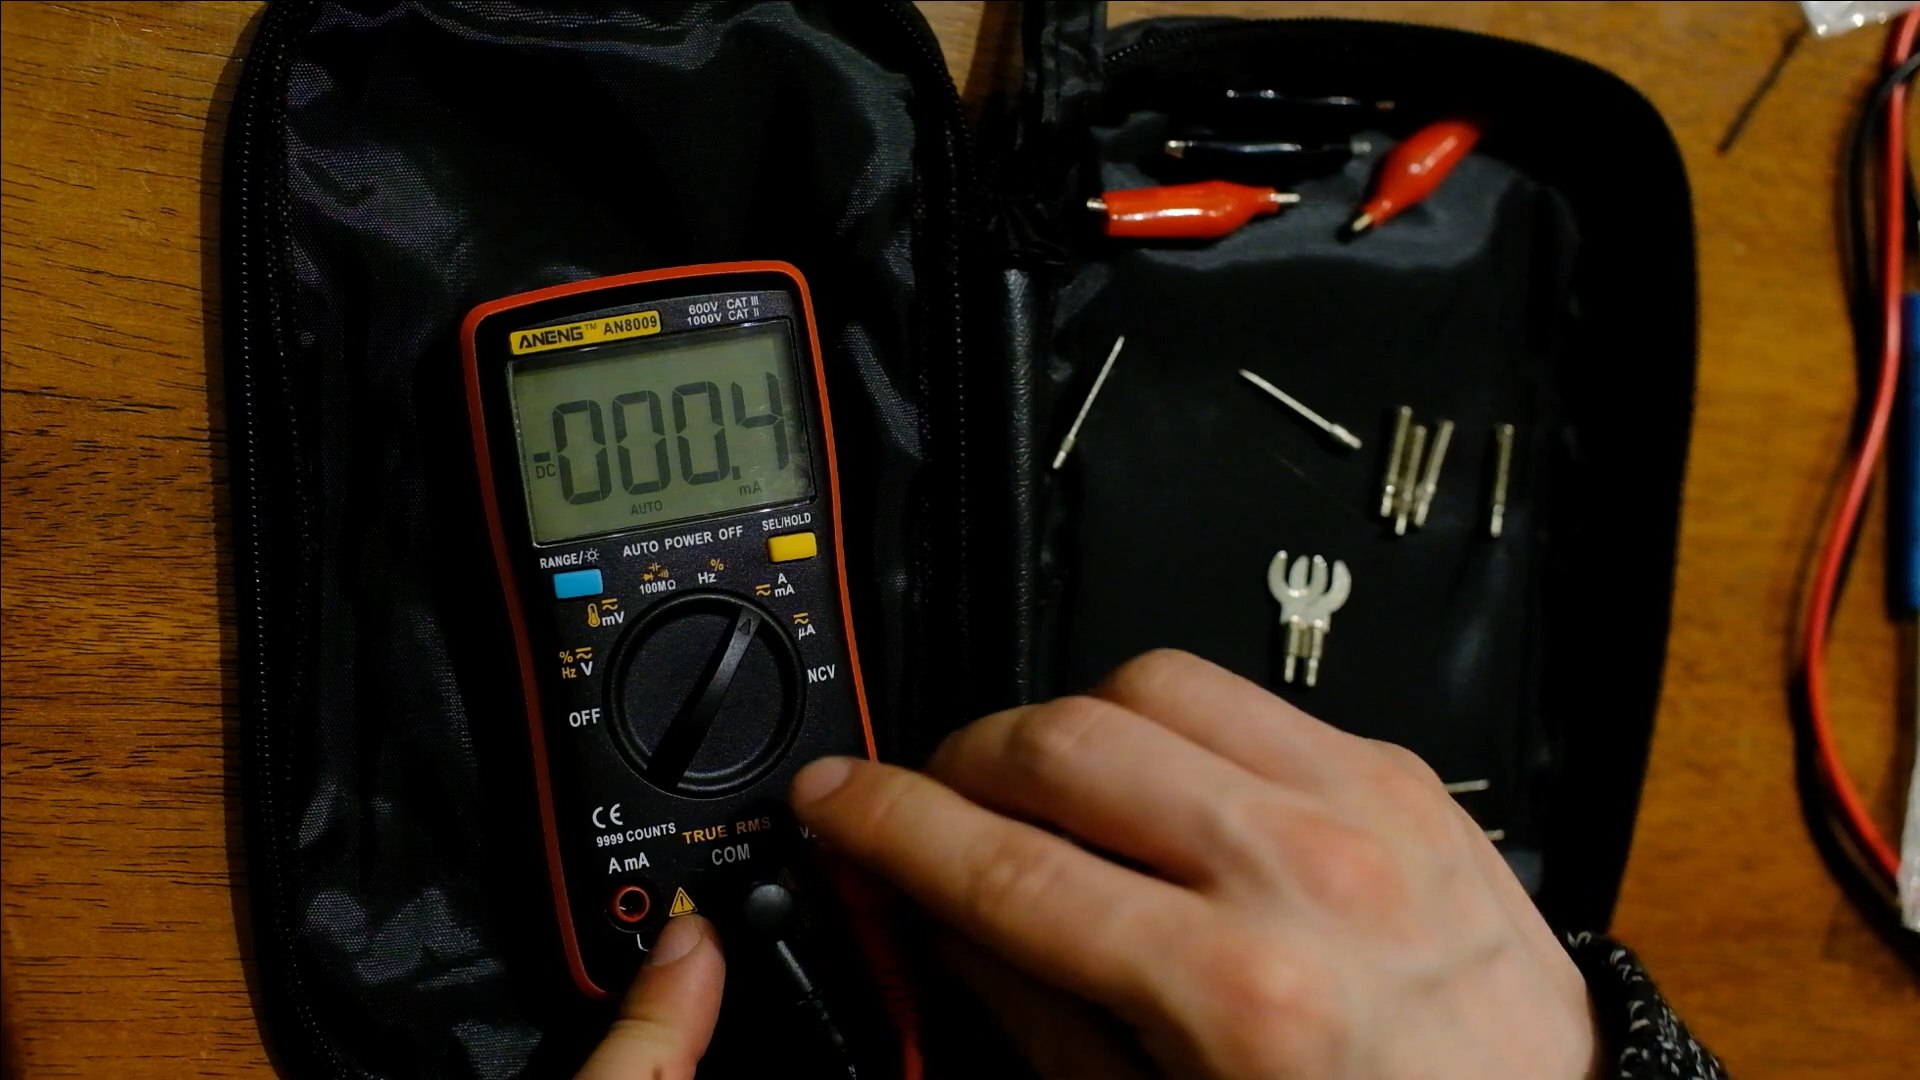 600V CAT III
1000V CAT II
ANENG™ AN8009
-000.4
DC
mA
AUTO
SEL/HOLD
AUTO POWER OFF
RANGE/
%
Hz
100MΩ
A
mA
mV
µA
% Hz V
NCV
OFF
CE
9999 COUNTS
TRUE RMS
A mA
COM